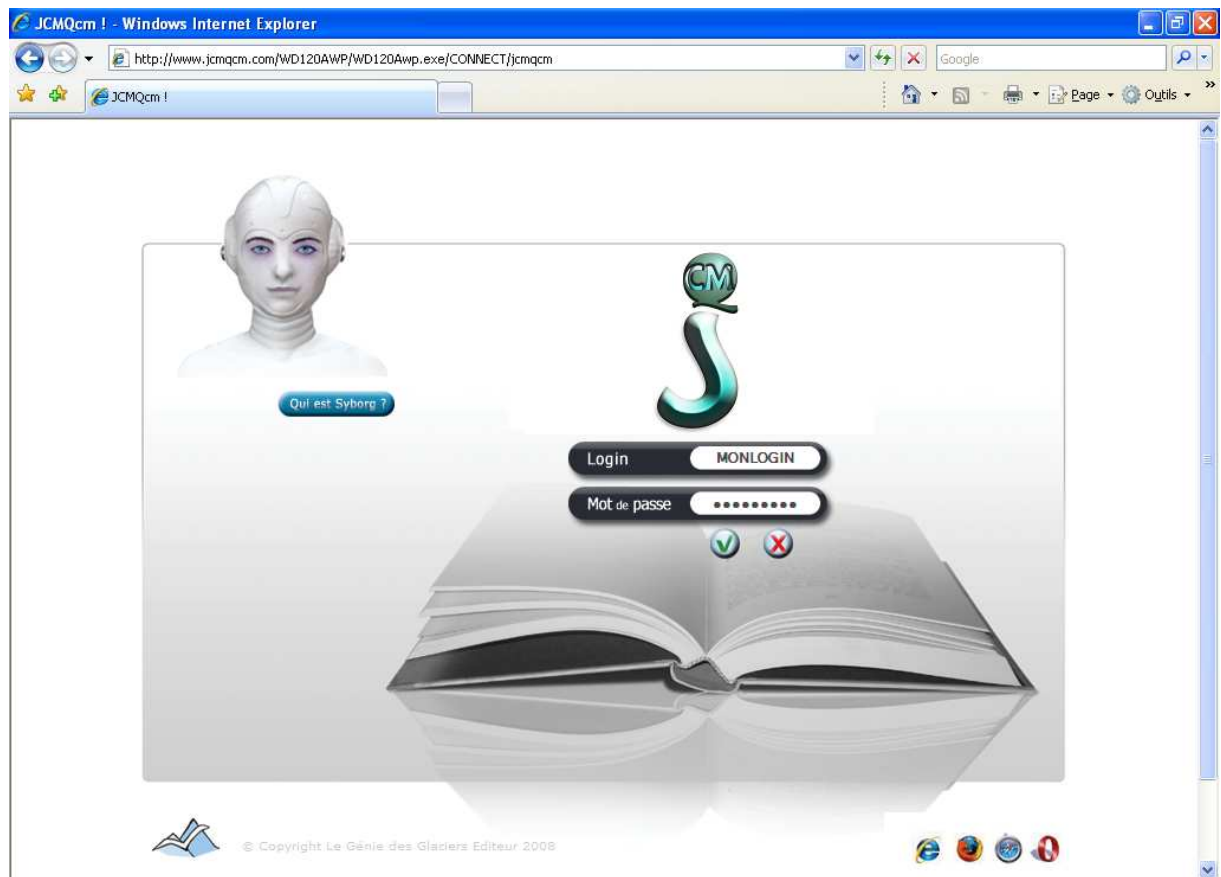 JCMQcm ! - Windows Internet Explorer
http://www.jcmqcm.com/WD120AWP/WD120Awp.exe/CONNECT/jcmqcm
Google
JCMQcm !
Page
Outils
»
CM
Q
J
Qui est Syborg ?
Login
MONLOGIN
Mot de passe
•••••••••
© Copyright Le Génie des Glaciers Editeur 2008